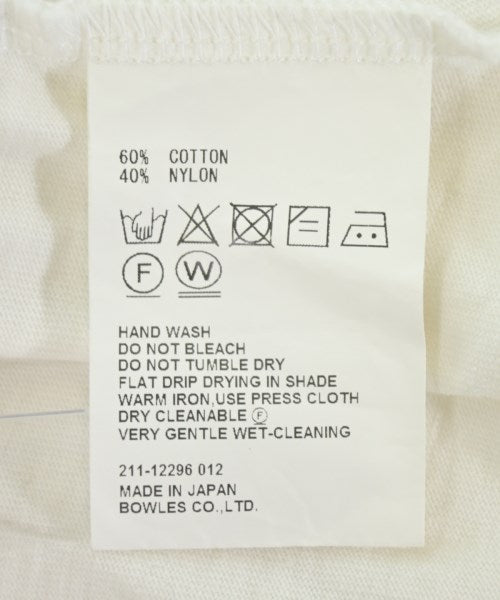 60% COTTON
40% NYLON
F W
HAND WASH
DO NOT BLEACH
DO NOT TUMBLE DRY
FLAT DRIP DRYING IN SHADE
WARM IRON,USE PRESS CLOTH
DRY CLEANABLE Ⓕ
VERY GENTLE WET-CLEANING
211-12296 012
MADE IN JAPAN
BOWLES CO.,LTD.